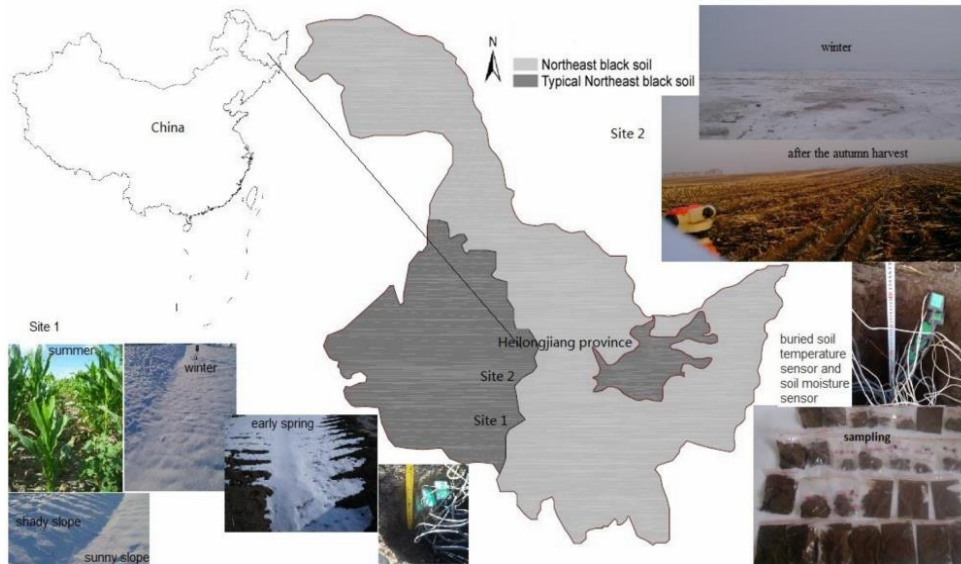 N
Northeast black soil
Typical Northeast black soil
China
Site 2
winter
after the autumn harvest
Site 1
summer
winter
early spring
shady slope
sunny slope
Heilongjiang province
Site 2
Site 1
buried soil
temperature
sensor and
soil moisture
sensor
sampling